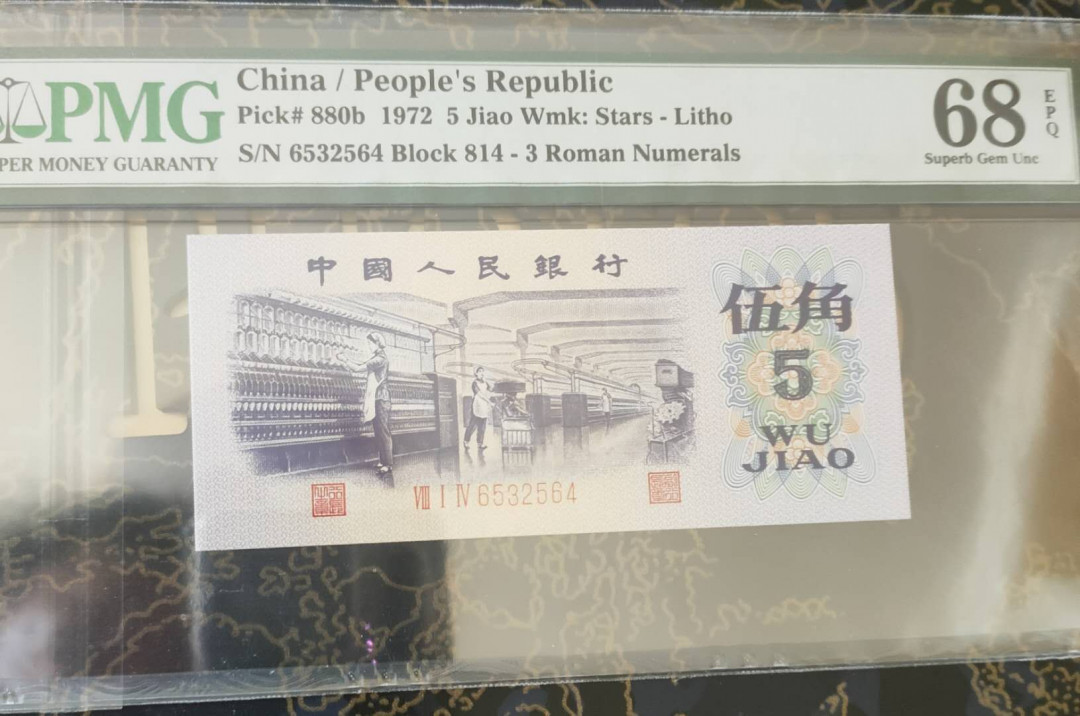 PMG
PER MONEY GUARANTY
China / People's Republic
Pick# 880b 1972 5 Jiao Wmk: Stars - Litho
S/N 6532564 Block 814 - 3 Roman Numerals
68
EPQ
Superb Gem Unc
中國人民銀行
伍角
5
WU
JIAO
VIII I IV 6532564